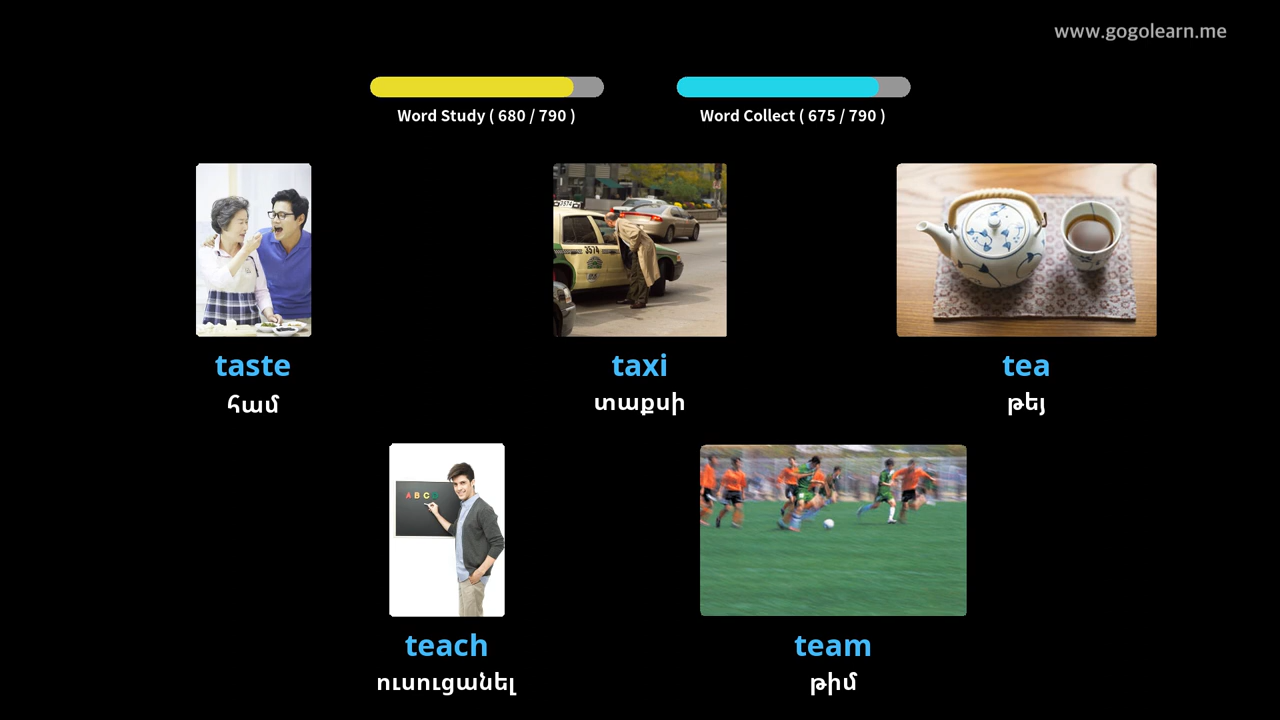 www.gogolearn.me
Word Study ( 680 / 790 )
Word Collect ( 675 / 790 )
3574
taste
taxi
tea
համ
տաքսի
թեյ
A B C
teach
team
ուսուցանել
թիմ